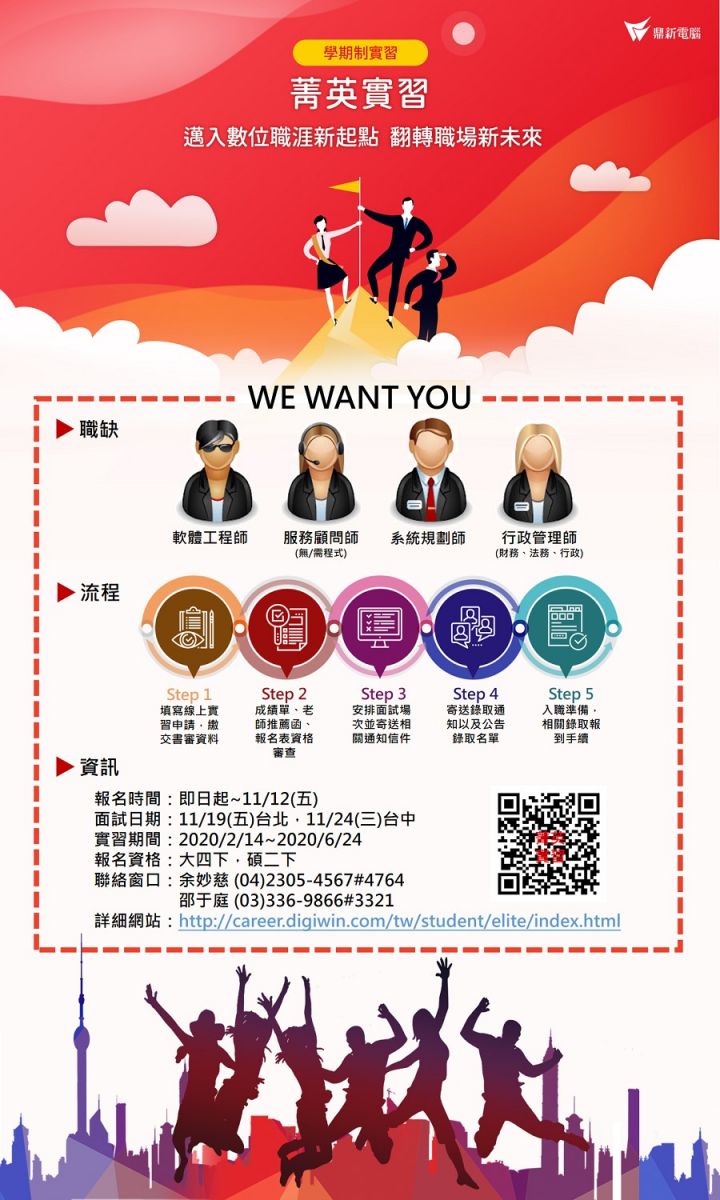 鼎新電腦
學期制實習
菁英實習
邁入數位職涯新起點 翻轉職場新未來
WE WANT YOU
職缺
軟體工程師
服務顧問師
(無/需程式)
系統規劃師
行政管理師
(財務、法務、行政)
流程
Step 1
填寫線上實
習申請，繳
交書審資料
Step 2
成績單、老
師推薦函、
報名表資格
審查
Step 3
安排面試場
次並寄送相
關通知信件
Step 4
寄送錄取通
知以及公告
錄取名單
Step 5
入職準備，
相關錄取報
到手續
資訊
報名時間：即日起~11/12(五)
面試日期：11/19(五)台北，11/24(三)台中
實習期間：2020/2/14~2020/6/24
報名資格：大四下，碩二下
聯絡窗口：余妙慈 (04)2305-4567#4764
邵于庭 (03)336-9866#3321
詳細網站：http://career.digiwin.com/tw/student/elite/index.html
菁英
菁英